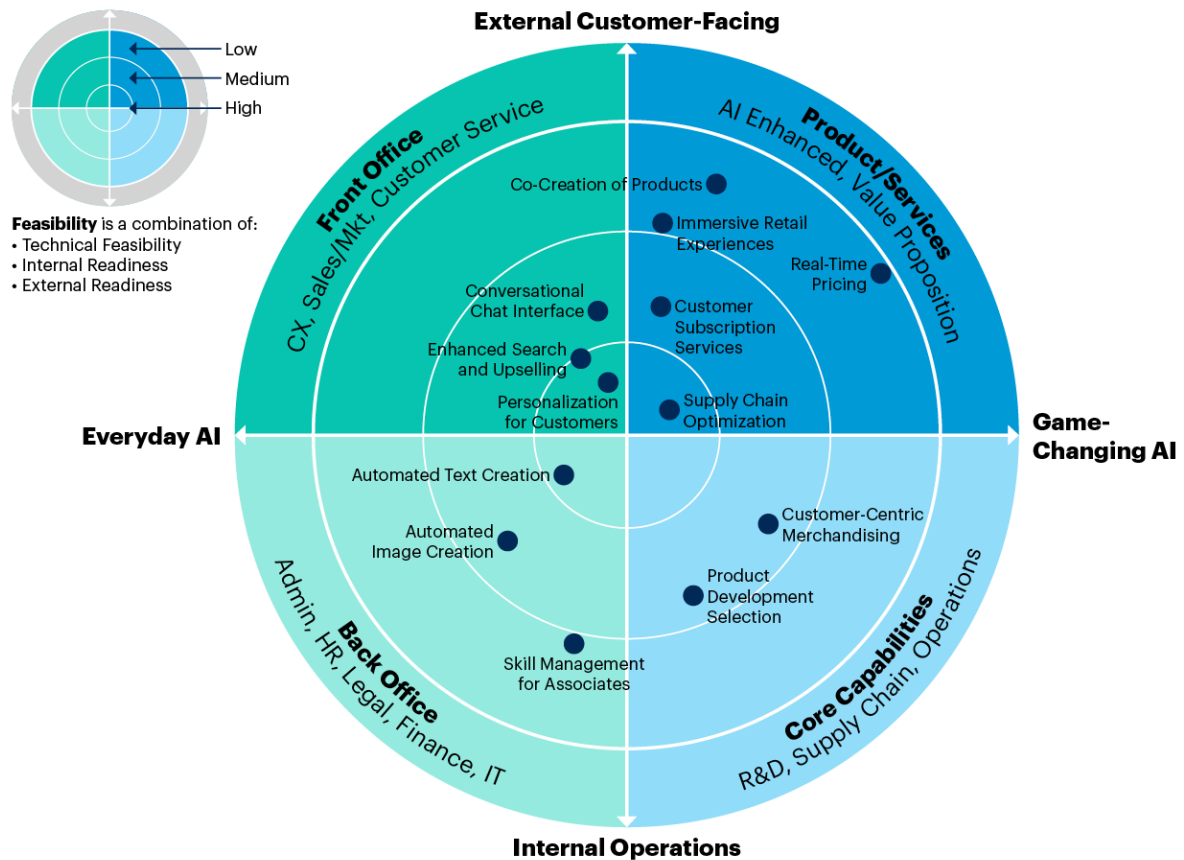 External Customer-Facing
Low
Medium
High
Feasibility is a combination of:
• Technical Feasibility
• Internal Readiness
• External Readiness
Front Office
CX, Sales/Mkt, Customer Service
Product/Services
AI Enhanced, Value Proposition
Co-Creation of Products
Immersive Retail
Experiences
Real-Time
Pricing
Conversational
Chat Interface
Customer
Subscription
Services
Enhanced Search
and Upselling
Personalization
for Customers
Supply Chain
Optimization
Everyday AI
Game-
Changing AI
Automated Text Creation
Automated
Image Creation
Customer-Centric
Merchandising
Product
Development
Selection
Skill Management
for Associates
Back Office
Admin, HR, Legal, Finance, IT
Core Capabilities
R&D, Supply Chain, Operations
Internal Operations